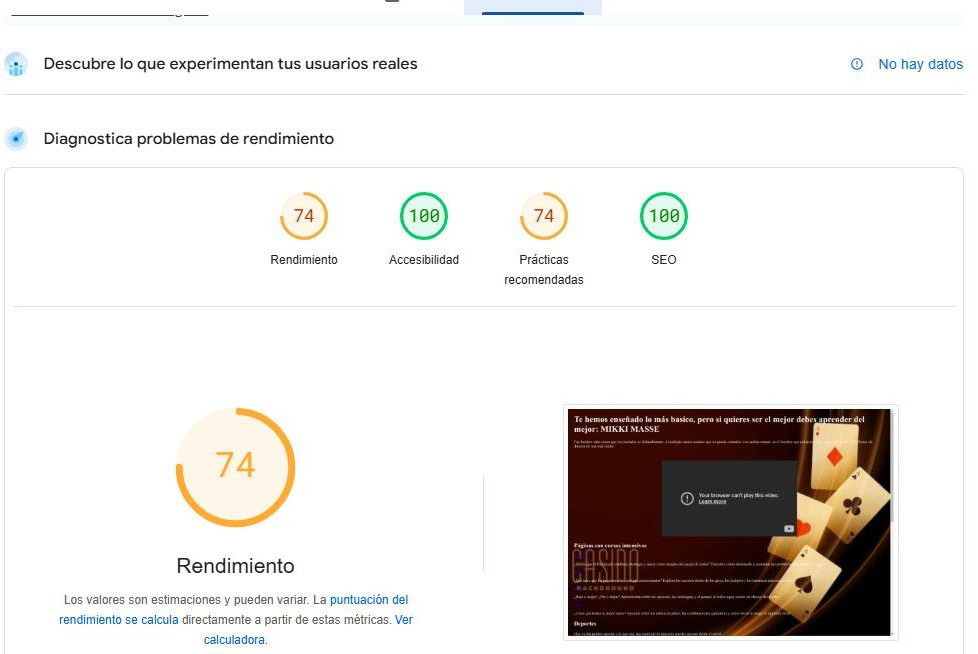 Descubre lo que experimentan tus usuarios reales
No hay datos
Diagnostica problemas de rendimiento
74
100
74
100
Rendimiento
Accesibilidad
Prácticas
recomendadas
SEO
74
Rendimiento
Los valores son estimaciones y pueden variar. La puntuación del
rendimiento se calcula directamente a partir de estas métricas. Ver
calculadora.
Te hemos enseñado lo más basico, pero si quieres ser el mejor debes aprender del
mejor: MIKKI MASSE
Your browser can't play this video.
Learn more
Páginas con cursos intensivos
CASINO
BACKGROUND
Deportes